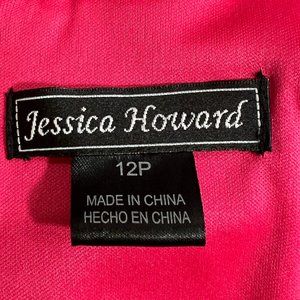 Jessica Howard
12P
MADE IN CHINA
HECHO EN CHINA